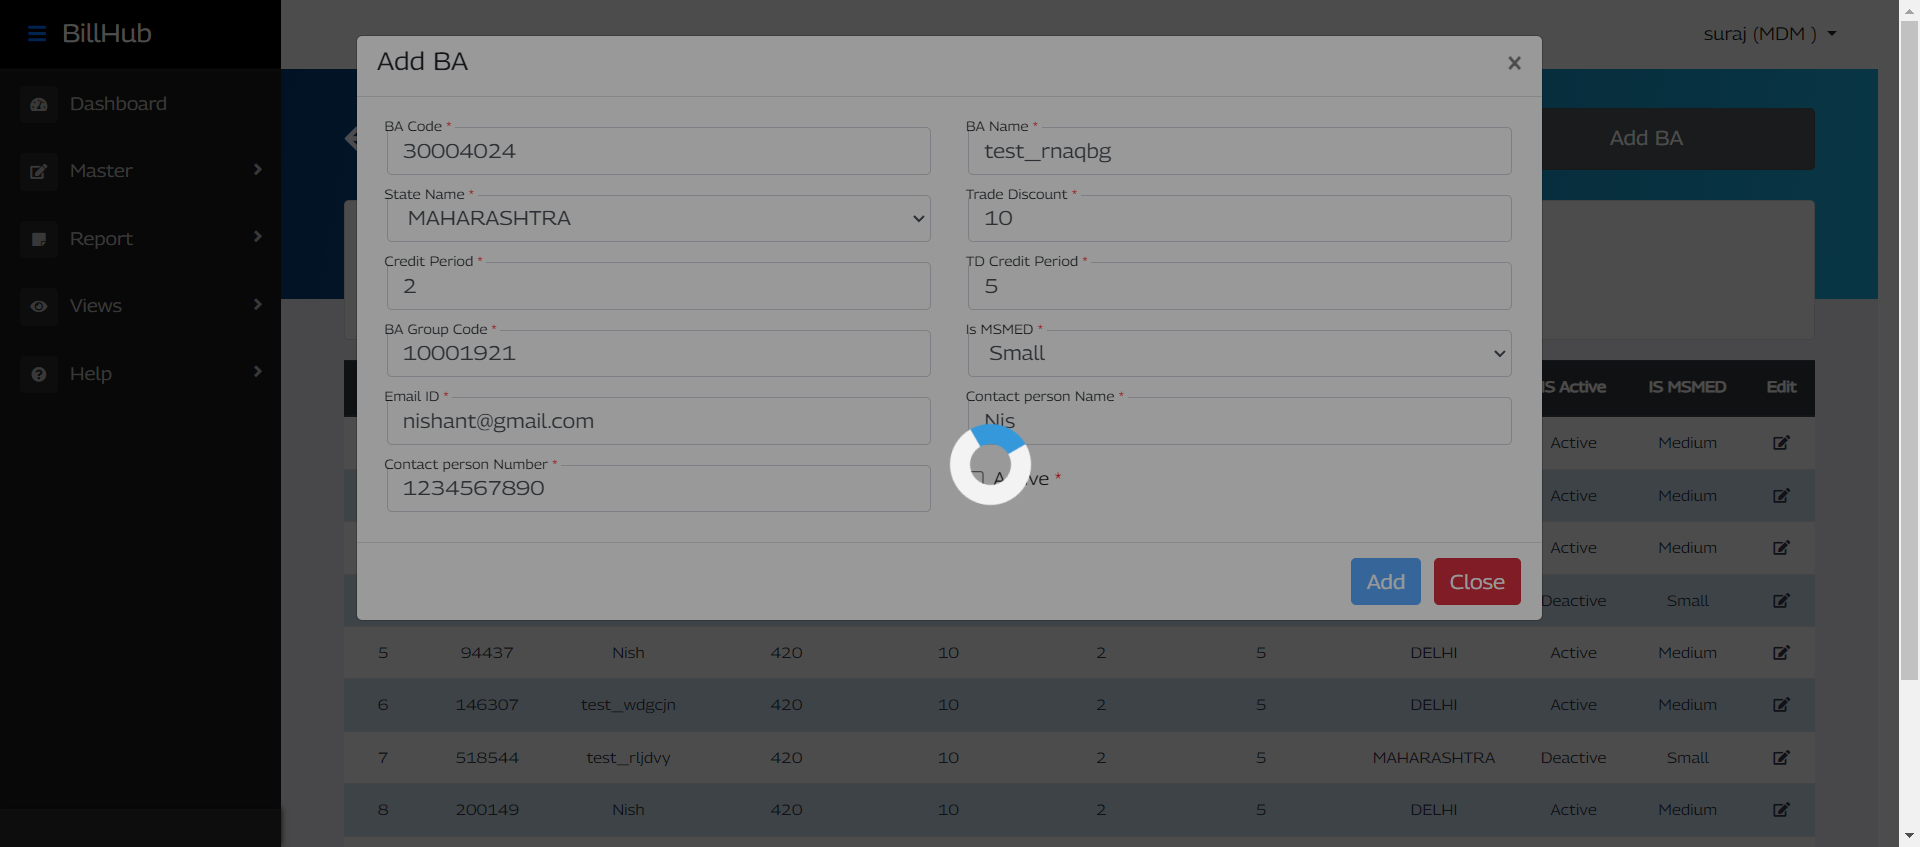 BillHub
suraj (MDM )
Dashboard
Master
Report
Views
Help
Add BA
Add BA
BA Code *
30004024
BA Name *
test_rnaqbg
State Name *
MAHARASHTRA
Trade Discount *
10
Credit Period *
2
TD Credit Period *
5
BA Group Code *
10001921
Is MSMED *
Small
Email ID *
nishant@gmail.com
Contact person Name *
Nis
Contact person Number *
1234567890
*
Add Close
IS Active IS MSMED Edit
Active Medium
Active Medium
Active Medium
Deactive Small
5 94437 Nish 420 10 2 5 DELHI Active Medium
6 146307 test_wdgcjn 420 10 2 5 DELHI Active Medium
7 518544 test_rljdvy 420 10 2 5 MAHARASHTRA Deactive Small
8 200149 Nish 420 10 2 5 DELHI Active Medium